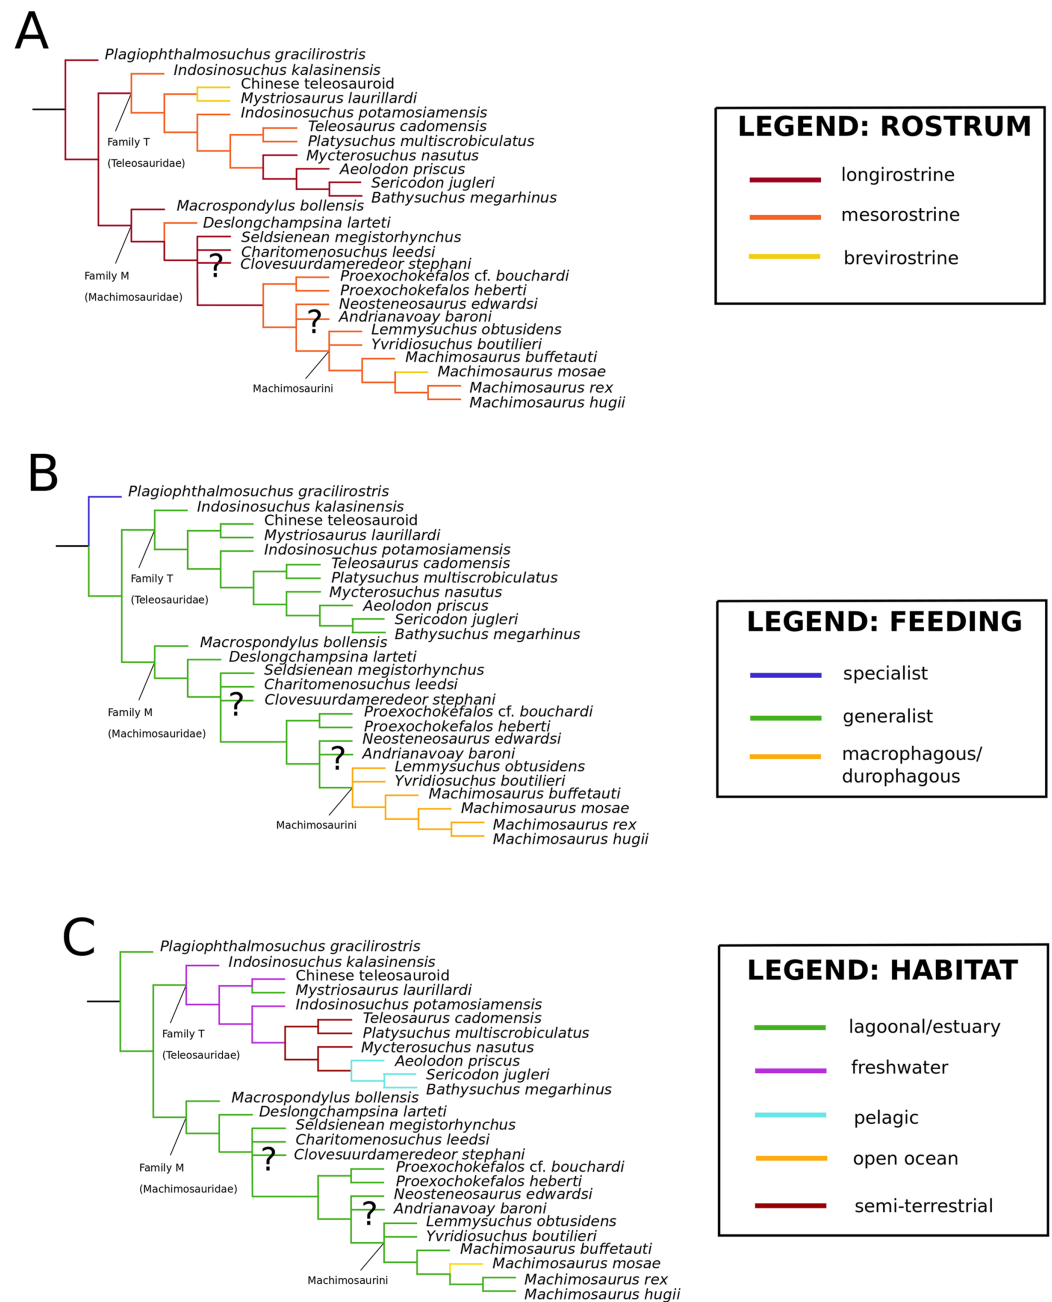 A
Plagiophthalmosuchus gracilirostris
Indosinosuchus kalasinensis
Chinese teleosauroid
Mystriosaurus laurillardi
Indosinosuchus potamosiamensis
Teleosaurus cadomensis
Family T
(Teleosauridae)
Platysuchus multiscrobiculatus
Mycterosuchus nasutus
Aeolodon priscus
Sericodon jugleri
Bathysuchus megarhinus
Macrospondylus bollensis
Deslongchampsina larteti
Seldsienean megistorhynchus
Charitomenosuchus leedsi
?
Clovesuurdameredeor stephani
Family M
(Machimosauridae)
Proexochokefalos cf. bouchardi
Proexochokefalos heberti
Neosteneosaurus edwardsi
?
Andrianavoay baroni
Lemmysuchus obtusidens
Yvridiosuchus boutilieri
Machimosaurus buffetauti
Machimosaurus mosae
Machimosaurini
Machimosaurus rex
Machimosaurus hugii
LEGEND: ROSTRUM
longirostrine
mesorostrine
brevirostrine
B
Plagiophthalmosuchus gracilirostris
Indosinosuchus kalasinensis
Chinese teleosauroid
Mystriosaurus laurillardi
Indosinosuchus potamosiamensis
Teleosaurus cadomensis
Family T
(Teleosauridae)
Platysuchus multiscrobiculatus
Mycterosuchus nasutus
Aeolodon priscus
Sericodon jugleri
Bathysuchus megarhinus
Macrospondylus bollensis
Deslongchampsina larteti
Seldsienean megistorhynchus
Charitomenosuchus leedsi
?
Clovesuurdameredeor stephani
Family M
(Machimosauridae)
Proexochokefalos cf. bouchardi
Proexochokefalos heberti
Neosteneosaurus edwardsi
?
Andrianavoay baroni
Lemmysuchus obtusidens
Yvridiosuchus boutilieri
Machimosaurus buffetauti
Machimosaurus mosae
Machimosaurini
Machimosaurus rex
Machimosaurus hugii
LEGEND: FEEDING
specialist
generalist
macrophagous/
durophagous
C
Plagiophthalmosuchus gracilirostris
Indosinosuchus kalasinensis
Chinese teleosauroid
Mystriosaurus laurillardi
Indosinosuchus potamosiamensis
Teleosaurus cadomensis
Family T
(Teleosauridae)
Platysuchus multiscrobiculatus
Mycterosuchus nasutus
Aeolodon priscus
Sericodon jugleri
Bathysuchus megarhinus
Macrospondylus bollensis
Deslongchampsina larteti
Seldsienean megistorhynchus
Charitomenosuchus leedsi
?
Clovesuurdameredeor stephani
Family M
(Machimosauridae)
Proexochokefalos cf. bouchardi
Proexochokefalos heberti
Neosteneosaurus edwardsi
?
Andrianavoay baroni
Lemmysuchus obtusidens
Yvridiosuchus boutilieri
Machimosaurus buffetauti
Machimosaurus mosae
Machimosaurini
Machimosaurus rex
Machimosaurus hugii
LEGEND: HABITAT
lagoonal/estuary
freshwater
pelagic
open ocean
semi-terrestrial